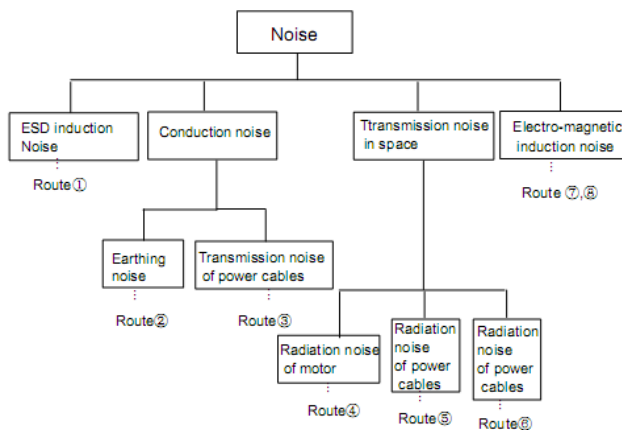 Noise
ESD induction
Noise
Conduction noise
Ttransmission noise
in space
Electro-magnetic
induction noise
Route①
Route ⑦,⑧
Earthing
noise
Transmission noise
of power cables
Route②
Route③
Radiation noise
of motor
Radiation
noise
of power
cables
Radiation
noise
of power
cables
Route④
Route⑤
Route⑥